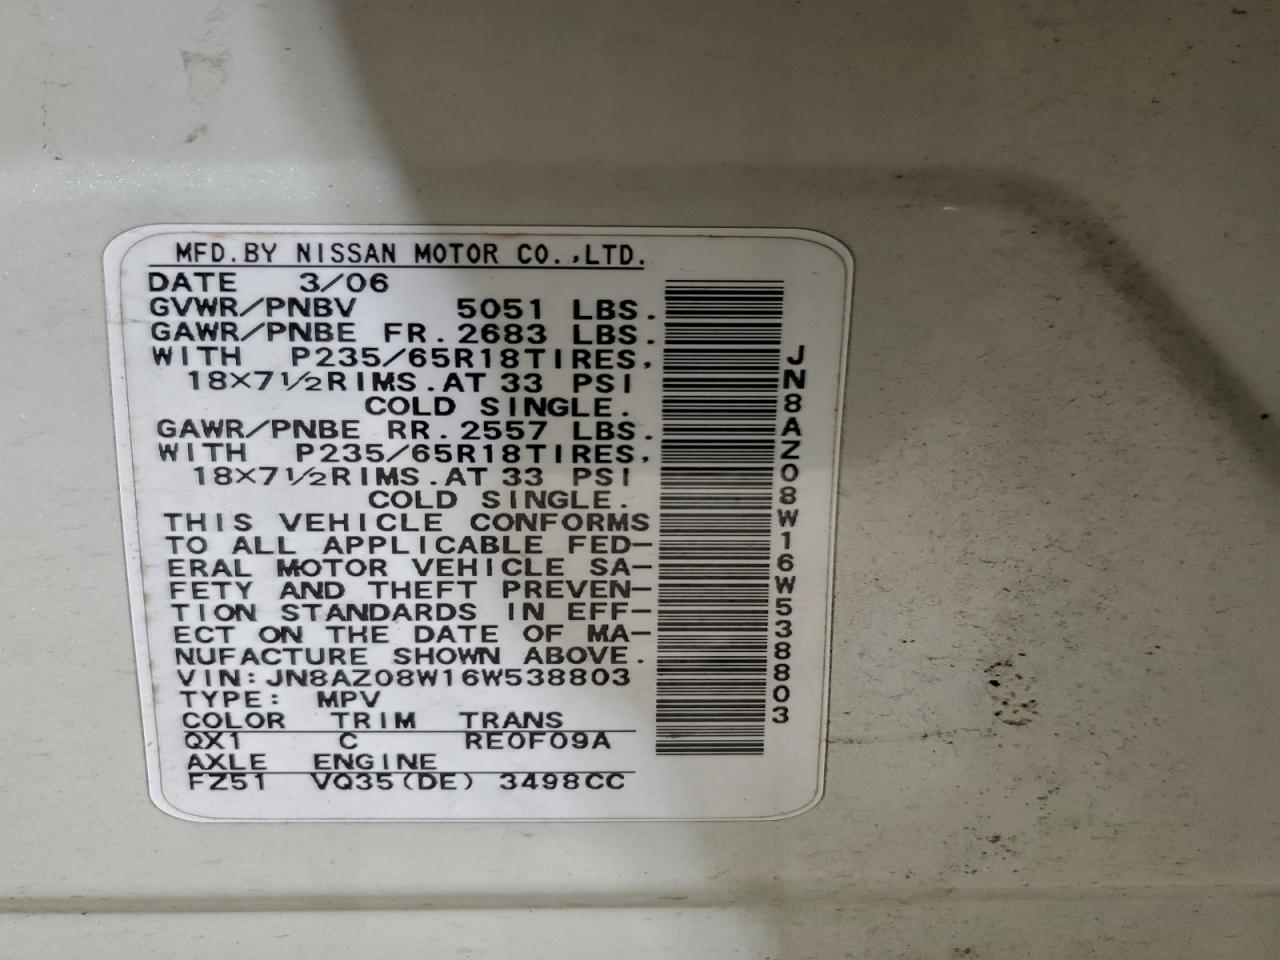 MFD.BY NISSAN MOTOR CO.,LTD.
DATE 3/06
GVWR/PNBV 5051 LBS.
GAWR/PNBE FR.2683 LBS.
WITH P235/65R18TIRES,
18×7½RIMS.AT 33 PSI
COLD SINGLE.
GAWR/PNBE RR.2557 LBS.
WITH P235/65R18TIRES,
18×7½RIMS.AT 33 PSI
COLD SINGLE.
THIS VEHICLE CONFORMS
TO ALL APPLICABLE FED-
ERAL MOTOR VEHICLE SA-
FETY AND THEFT PREVEN-
TION STANDARDS IN EFF-
ECT ON THE DATE OF MA-
NUFACTURE SHOWN ABOVE.
VIN:JN8AZ08W16W538803
TYPE: MPV
COLOR TRIM TRANS
QX1 C RE0F09A
AXLE ENGINE
FZ51 VQ35(DE) 3498CC
JN8AZ08W16W538803